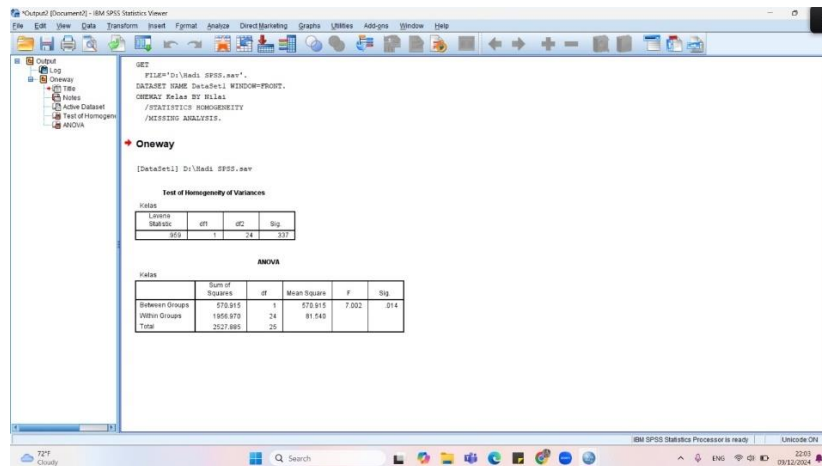 *Output2 [Document2] - IBM SPSS Statistics Viewer
File Edit View Data Transform Insert Format Analyze Direct Marketing Graphs Utilities Add-ons Window Help
Output
Log
Oneway
Title
Notes
Active Dataset
Test of Homogene
ANOVA
GET
FILE='D:\Hadi SPSS.sav'.
DATASET NAME DataSet1 WINDOW=FRONT.
ONEWAY Kelas BY Nilai
/STATISTICS HOMOGENEITY
/MISSING ANALYSIS.
Oneway
[DataSet1] D:\Hadi SPSS.sav
Test of Homogeneity of Variances
Kelas
Levene Statistic df1 df2 Sig.
.959 1 24 .337
ANOVA
Kelas
Sum of Squares df Mean Square F Sig.
Between Groups 570.915 1 570.915 7.002 .014
Within Groups 1956.970 24 81.540
Total 2527.885 25
IBM SPSS Statistics Processor is ready Unicode:ON
72°F
Cloudy
Search
ENG
22:03
03/12/2024